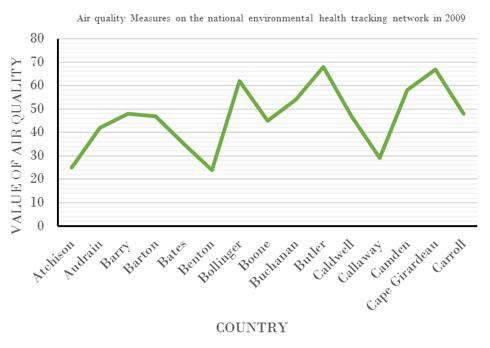 Air quality Measures on the national environmental health tracking network in 2009
VALUE OF AIR QUALITY
80
70
60
50
40
30
20
10
0
Atchison
Audrain
Barry
Barton
Bates
Benton
Bollinger
Boone
Buchanan
Butler
Caldwell
Callaway
Camden
Cape Girardeau
Carroll
COUNTRY